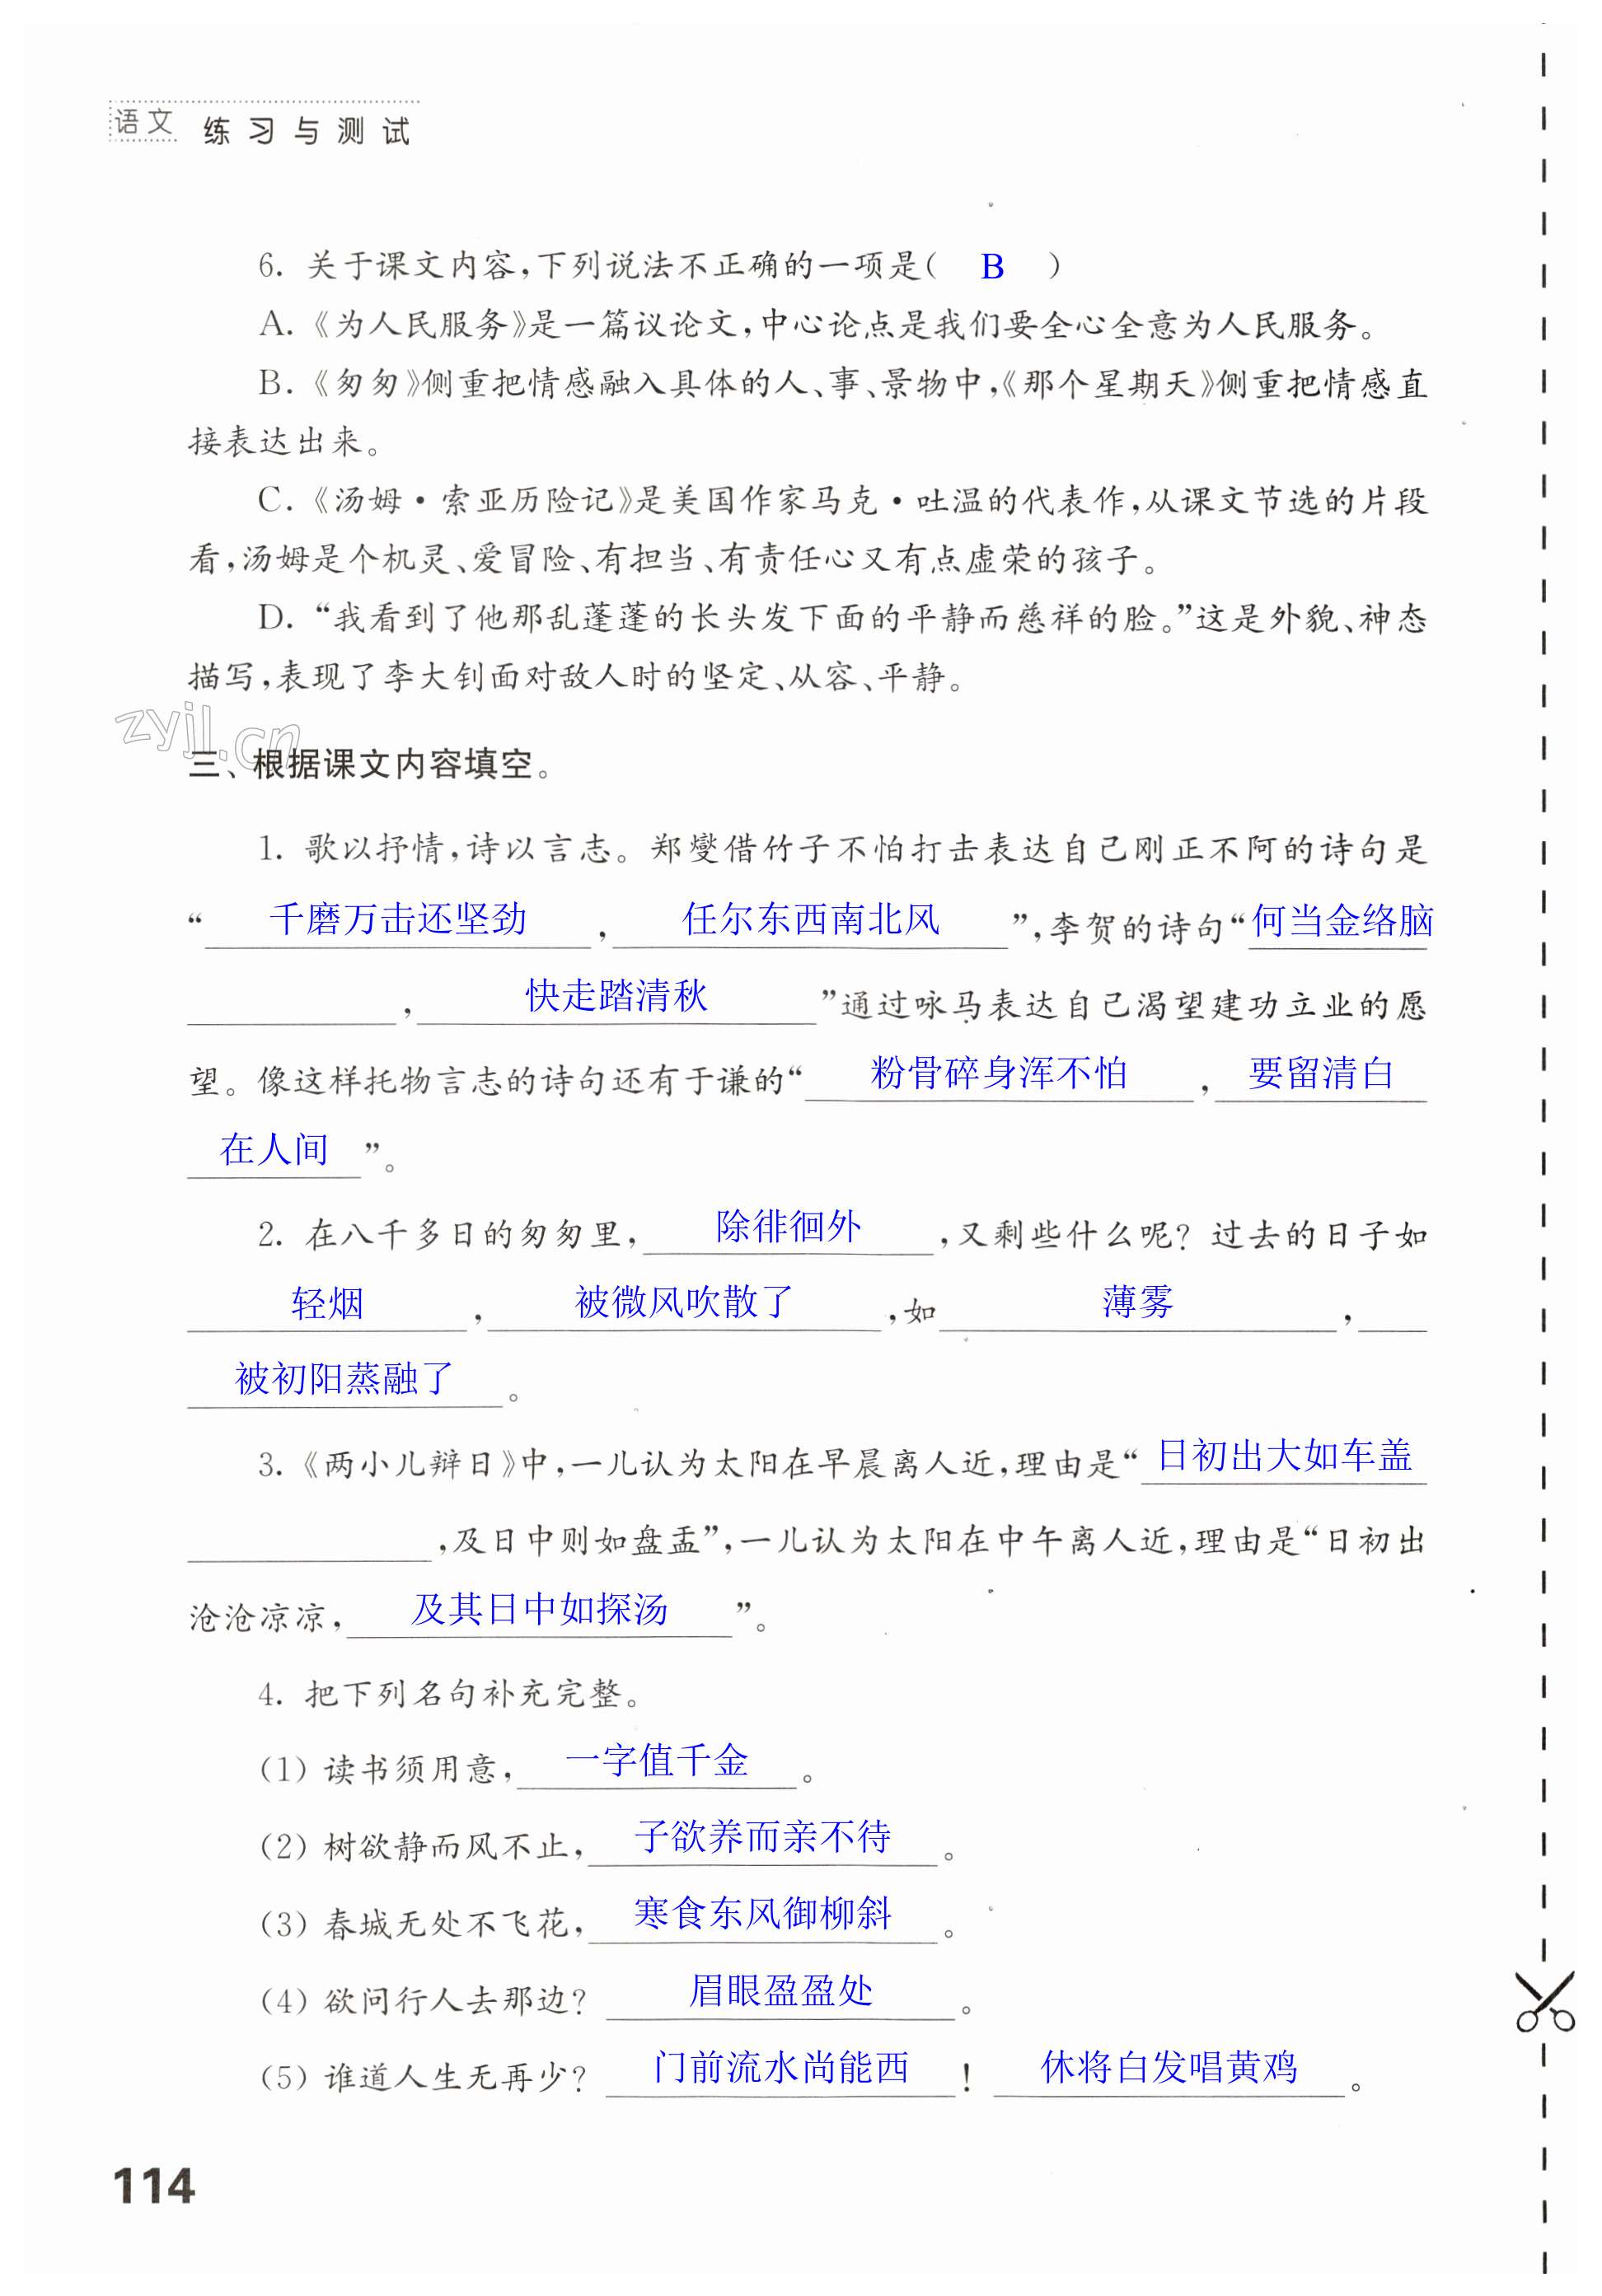 语文 练习与测试
6. 关于课文内容,下列说法不正确的一项是( B )
A.《为人民服务》是一篇议论文,中心论点是我们要全心全意为人民服务。
B.《匆匆》侧重把情感融入具体的人、事、景物中,《那个星期天》侧重把情感直
接表达出来。
C.《汤姆·索亚历险记》是美国作家马克·吐温的代表作,从课文节选的片段
看,汤姆是个机灵、爱冒险、有担当、有责任心又有点虚荣的孩子。
D. “我看到了他那乱蓬蓬的长头发下面的平静而慈祥的脸。”这是外貌、神态
描写,表现了李大钊面对敌人时的坚定、从容、平静。
zyjl.cn
三、根据课文内容填空。
1. 歌以抒情,诗以言志。郑燮借竹子不怕打击表达自己刚正不阿的诗句是
“千磨万击还坚劲,任尔东西南北风”,李贺的诗句“何当金络脑
,快走踏清秋”通过咏马表达自己渴望建功立业的愿
望。像这样托物言志的诗句还有于谦的“粉骨碎身浑不怕,要留清白
在人间”。
2. 在八千多日的匆匆里,除徘徊外,又剩些什么呢? 过去的日子如
轻烟,被微风吹散了,如薄雾,
被初阳蒸融了。
3.《两小儿辩日》中,一儿认为太阳在早晨离人近,理由是“日初出大如车盖
,及日中则如盘盂”,一儿认为太阳在中午离人近,理由是“日初出
沧沧凉凉,及其日中如探汤”。
4. 把下列名句补充完整。
(1) 读书须用意,一字值千金。
(2) 树欲静而风不止,子欲养而亲不待。
(3) 春城无处不飞花,寒食东风御柳斜。
(4) 欲问行人去那边? 眉眼盈盈处。
(5) 谁道人生无再少? 门前流水尚能西! 休将白发唱黄鸡。
114